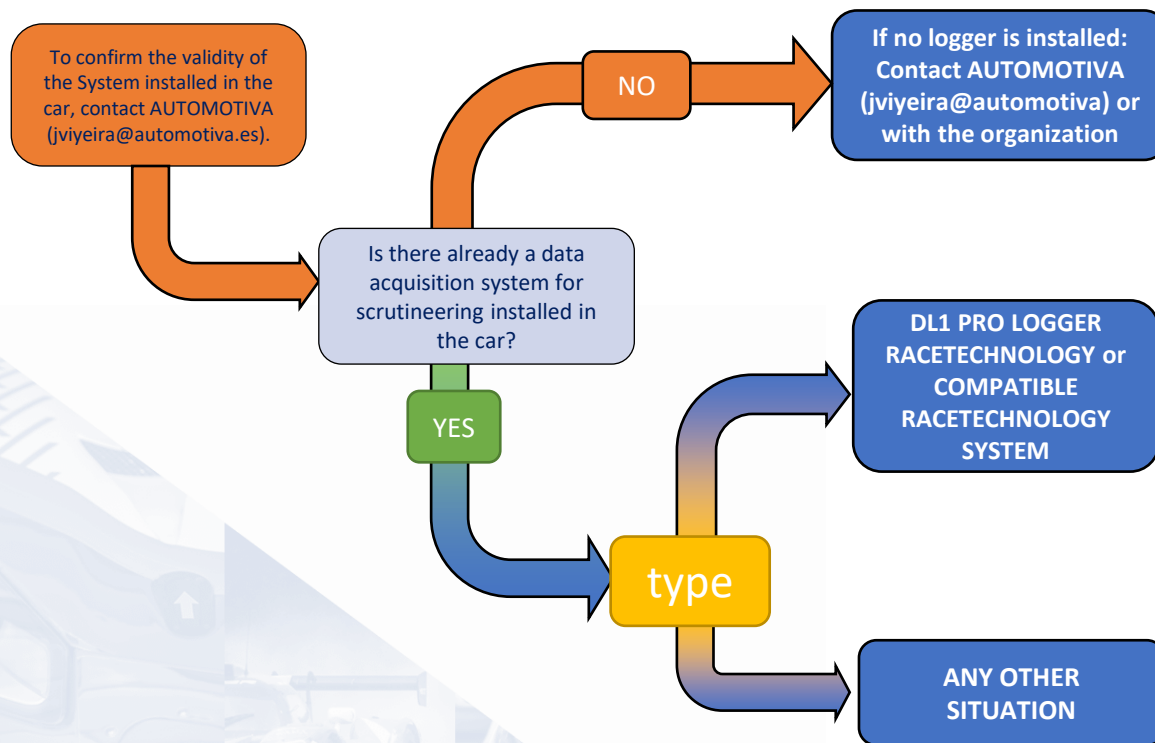 To confirm the validity of
the System installed in the
car, contact AUTOMOTIVA
(jviyeira@automotiva.es).
NO
If no logger is installed:
Contact AUTOMOTIVA
(jviyeira@automotiva) or
with the organization
Is there already a data
acquisition system for
scrutineering installed in
the car?
YES
DL1 PRO LOGGER
RACETECHNOLOGY or
COMPATIBLE
RACETECHNOLOGY
SYSTEM
type
ANY OTHER
SITUATION